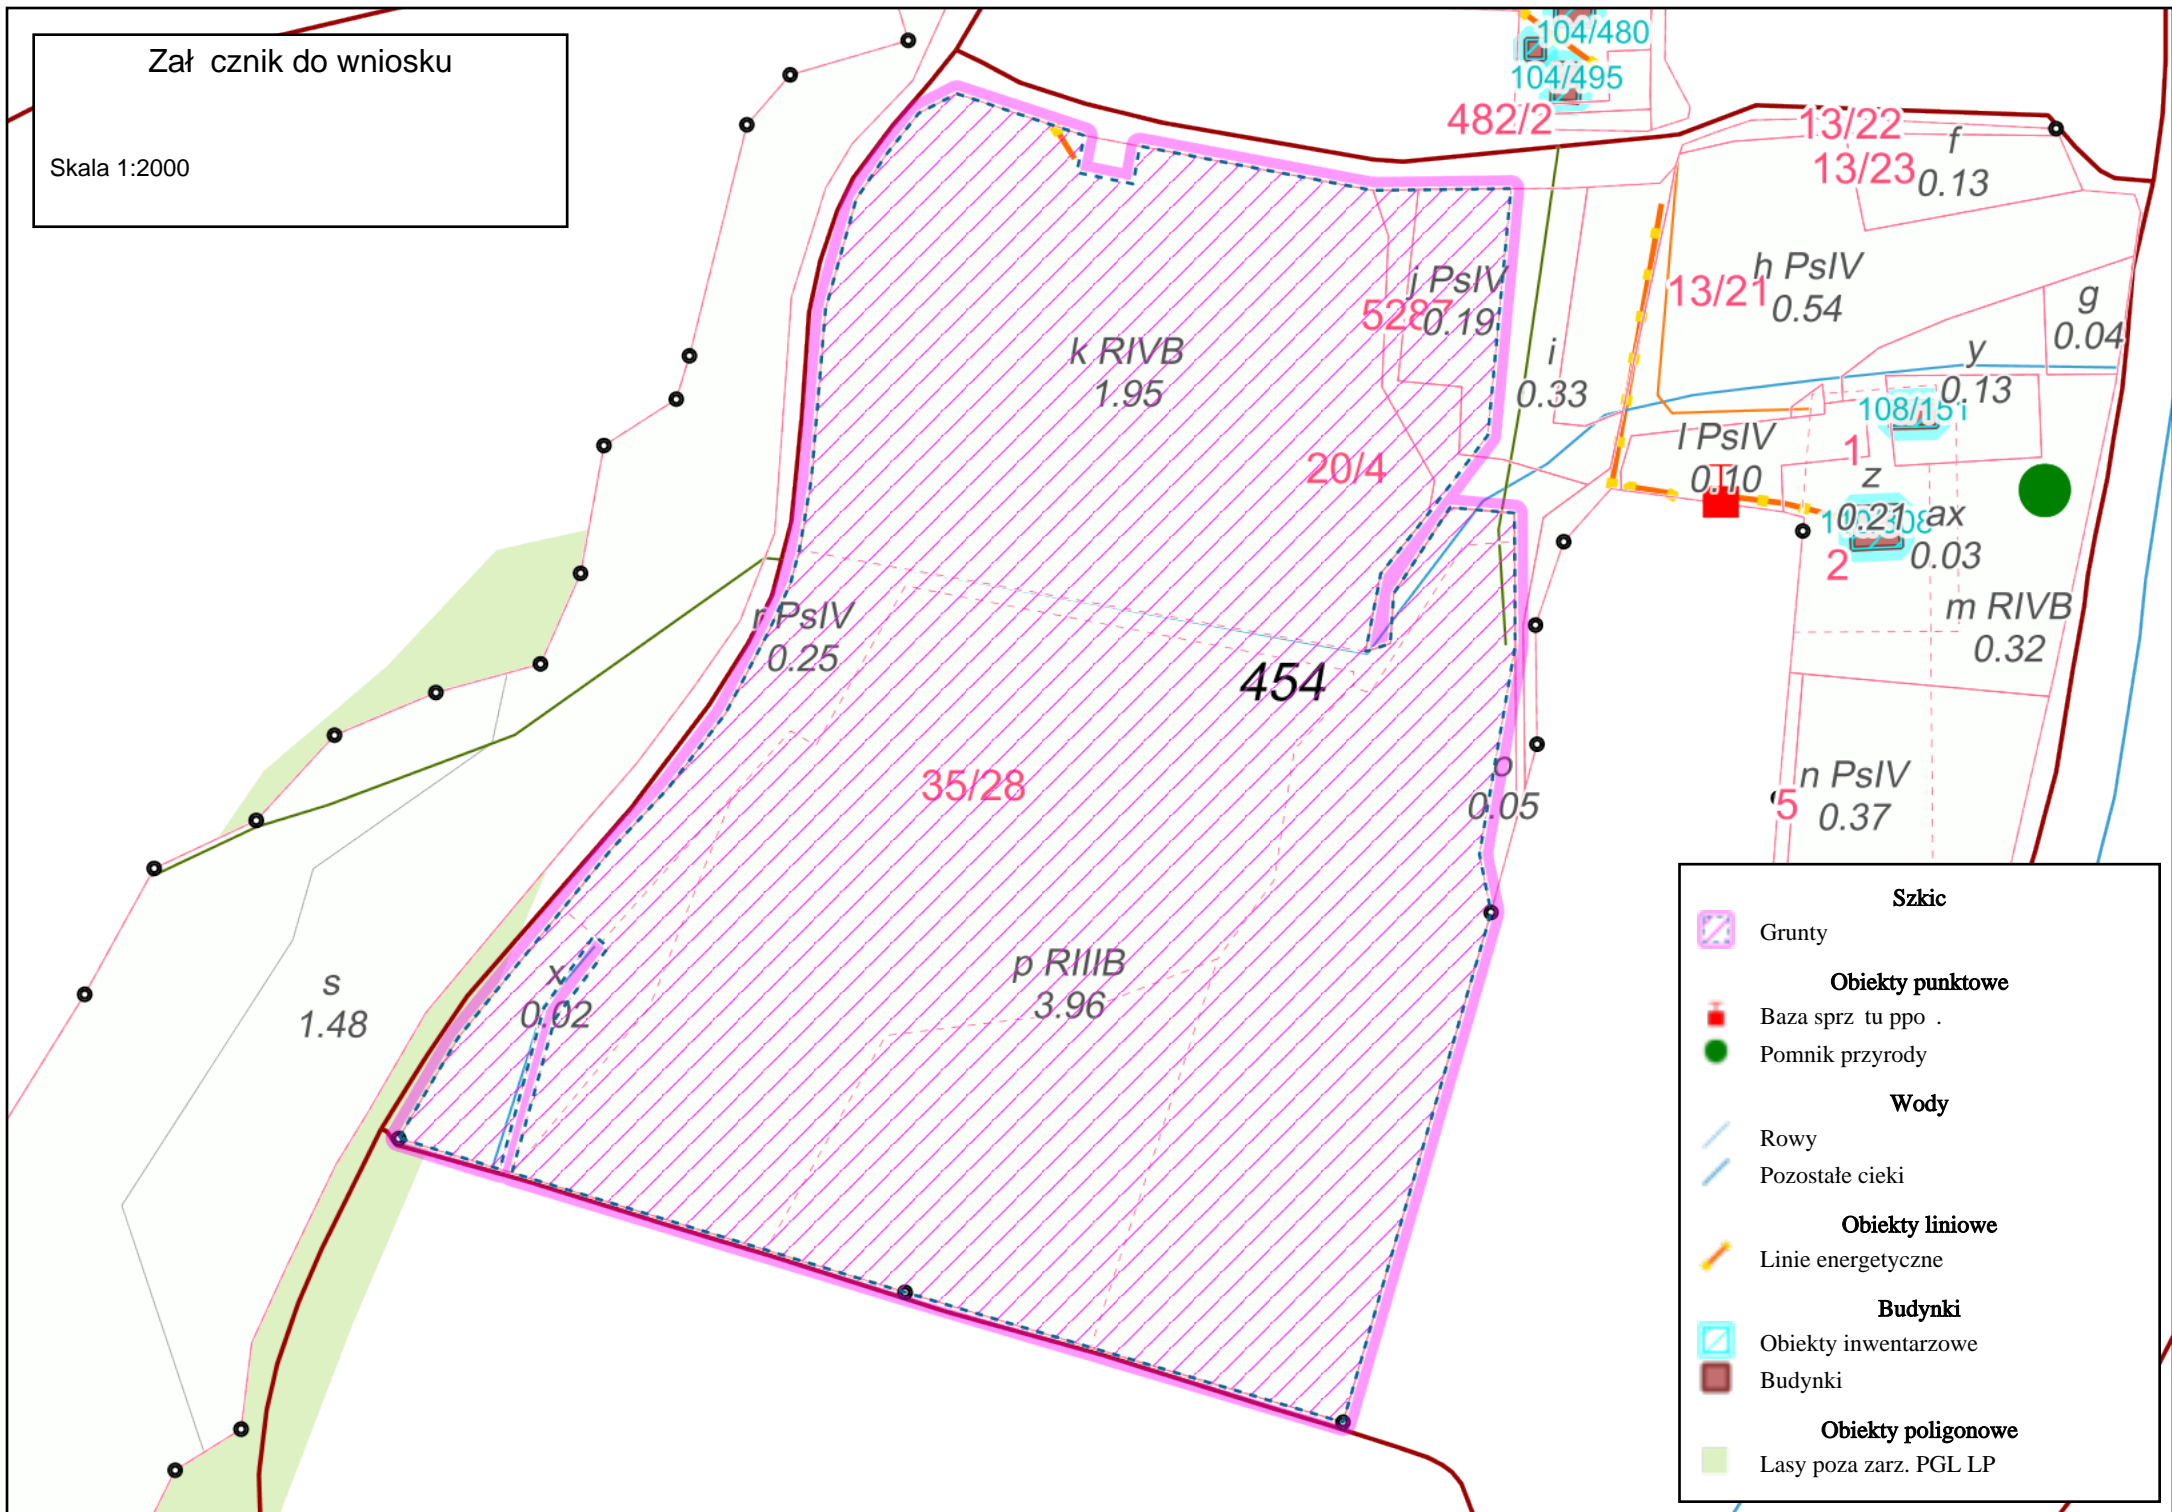 Zał cznik do wniosku
Skala 1:2000
104/480
104/495
482/2
13/22
f
0.13
13/23
h PsIV
0.54
13/21
g
0.04
j PsIV
0.19
5287
k RIVB
1.95
i
0.33
y
0.13
108/151
l PsIV
0.10
1
z
0.21
20/4
ax
0.03
2
m RIVB
0.32
r PsIV
0.25
454
35/28
o
0.05
n PsIV
0.37
5
s
1.48
x
0.02
p RIIIB
3.96
Szkic
Grunty
Obiekty punktowe
Baza sprz tu ppo .
Pomnik przyrody
Wody
Rowy
Pozostałe cieki
Obiekty liniowe
Linie energetyczne
Budynki
Obiekty inwentarzowe
Budynki
Obiekty poligonowe
Lasy poza zarz. PGL LP